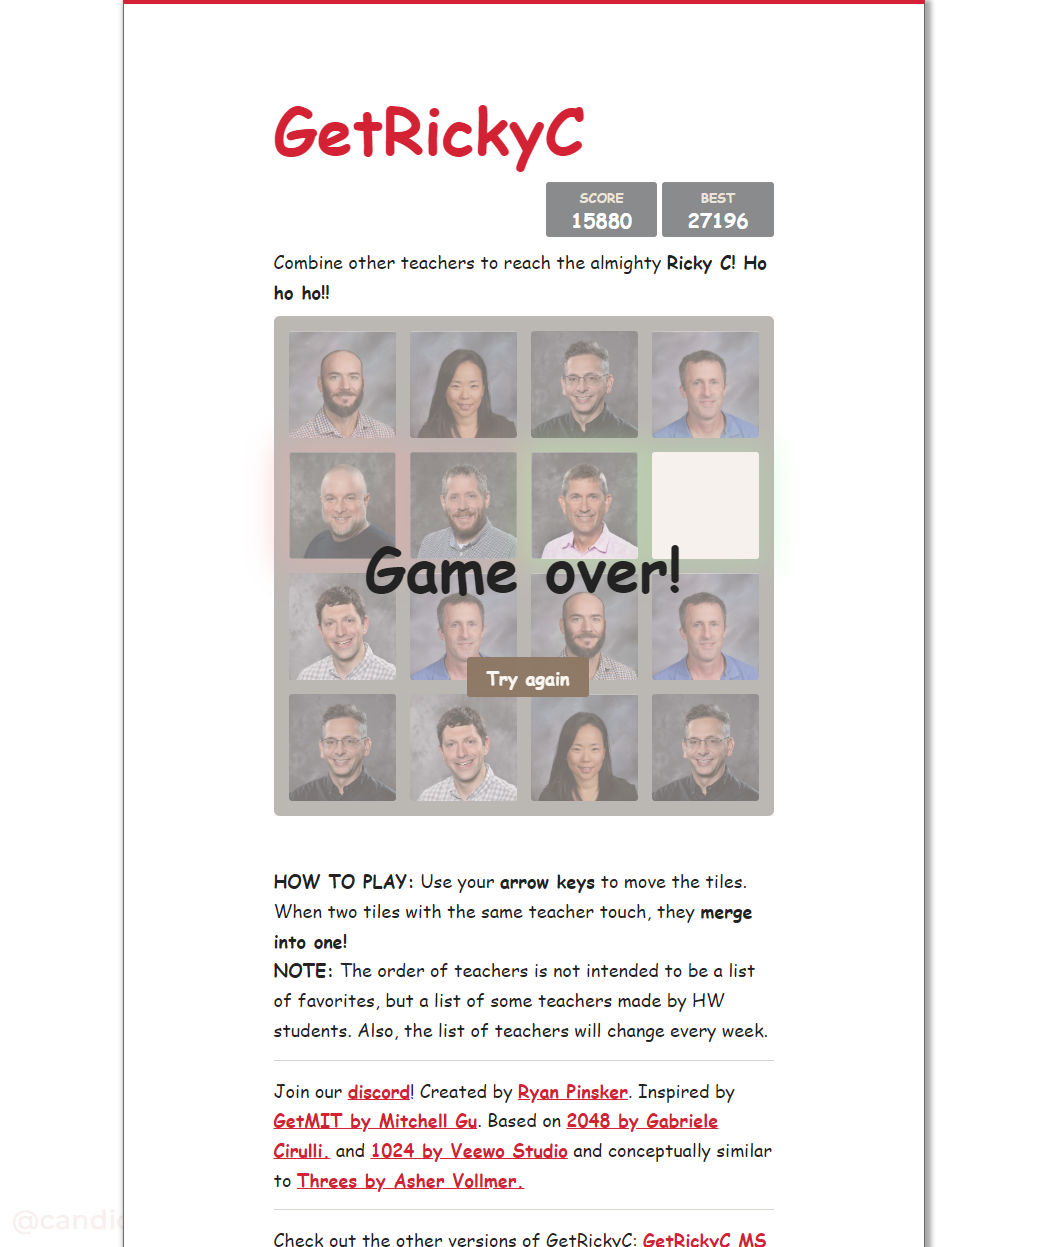 GetRickyC
SCORE
15880
BEST
27196
Combine other teachers to reach the almighty Ricky C! Ho
ho ho!!
Game over!
Try again
HOW TO PLAY: Use your arrow keys to move the tiles.
When two tiles with the same teacher touch, they merge
into one!
NOTE: The order of teachers is not intended to be a list
of favorites, but a list of some teachers made by HW
students. Also, the list of teachers will change every week.
Join our discord! Created by Ryan Pinsker. Inspired by
GetMIT by Mitchell Gu. Based on 2048 by Gabriele
Cirulli. and 1024 by Veewo Studio and conceptually similar
to Threes by Asher Vollmer.
Check out the other versions of GetRickyC: GetRickyC MS